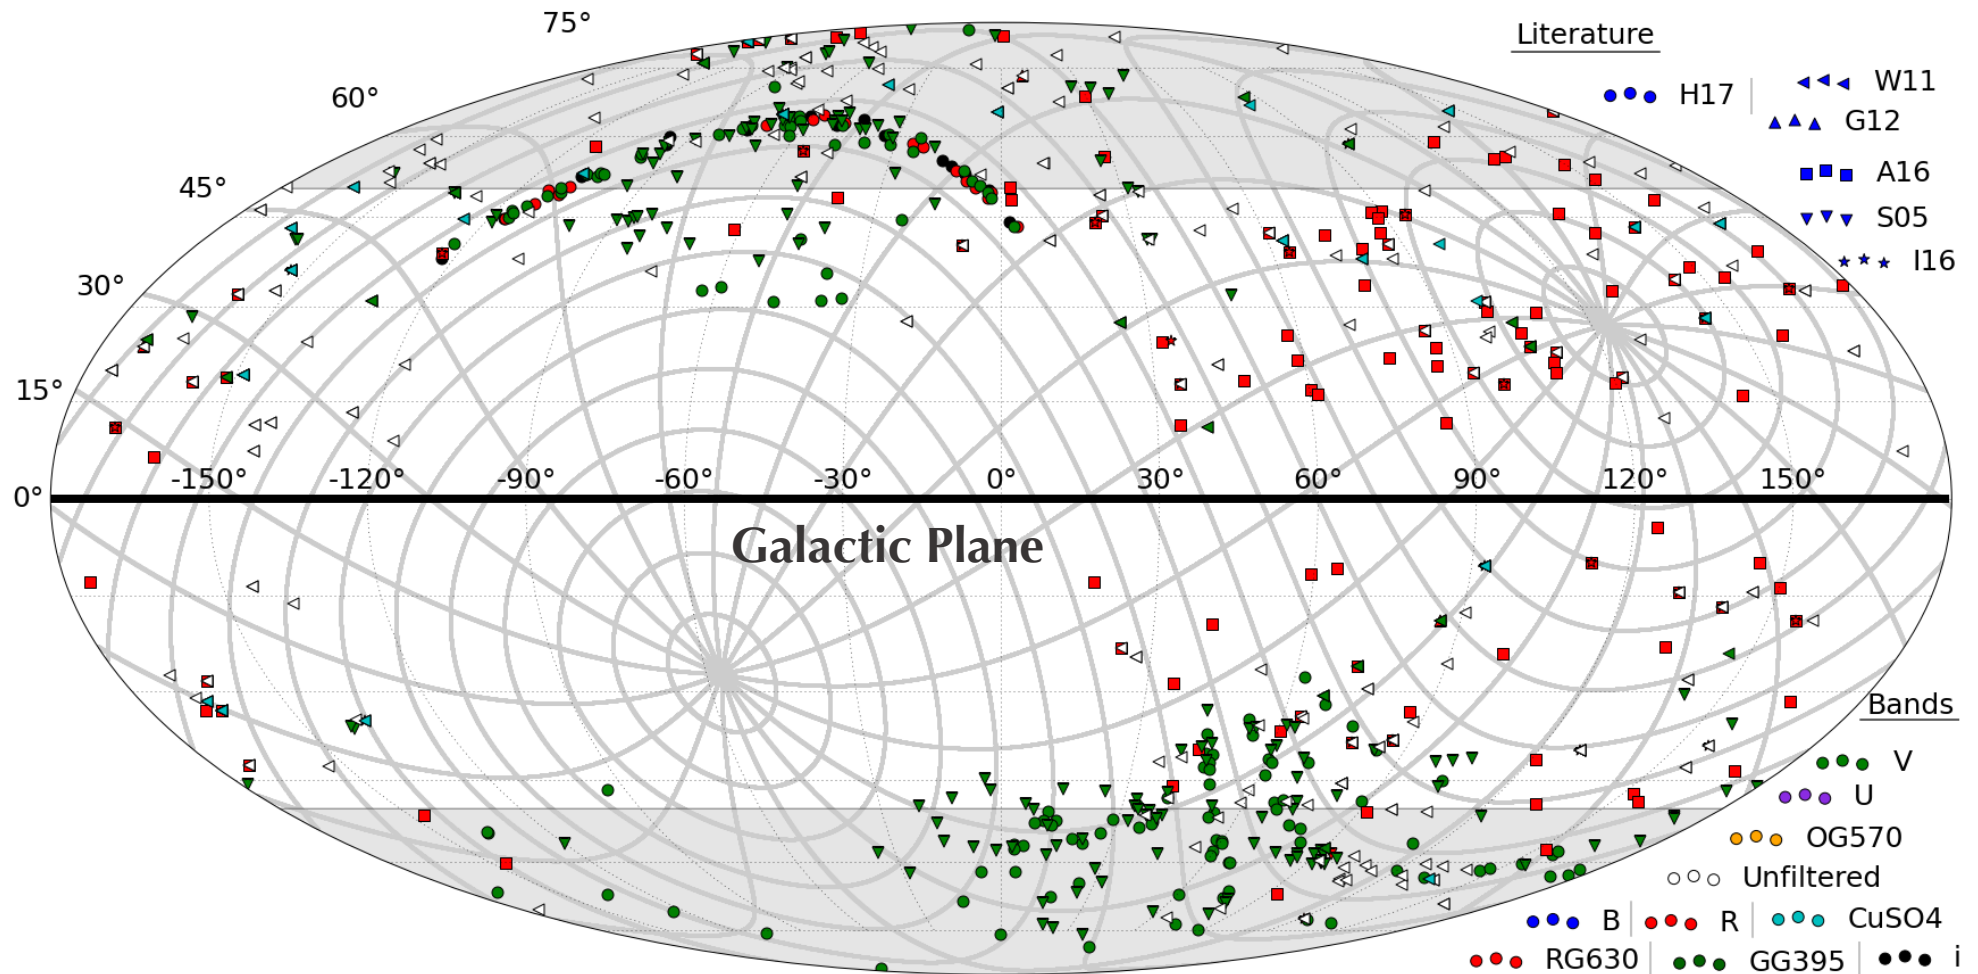 75°
60°
45°
30°
15°
0°
-150° -120° -90° -60° -30° 0° 30° 60° 90° 120° 150°
Galactic Plane
Literature
H17 W11
G12
A16
S05
I16
Bands
V
U
OG570
Unfiltered
B R CuSO4
RG630 GG395 i